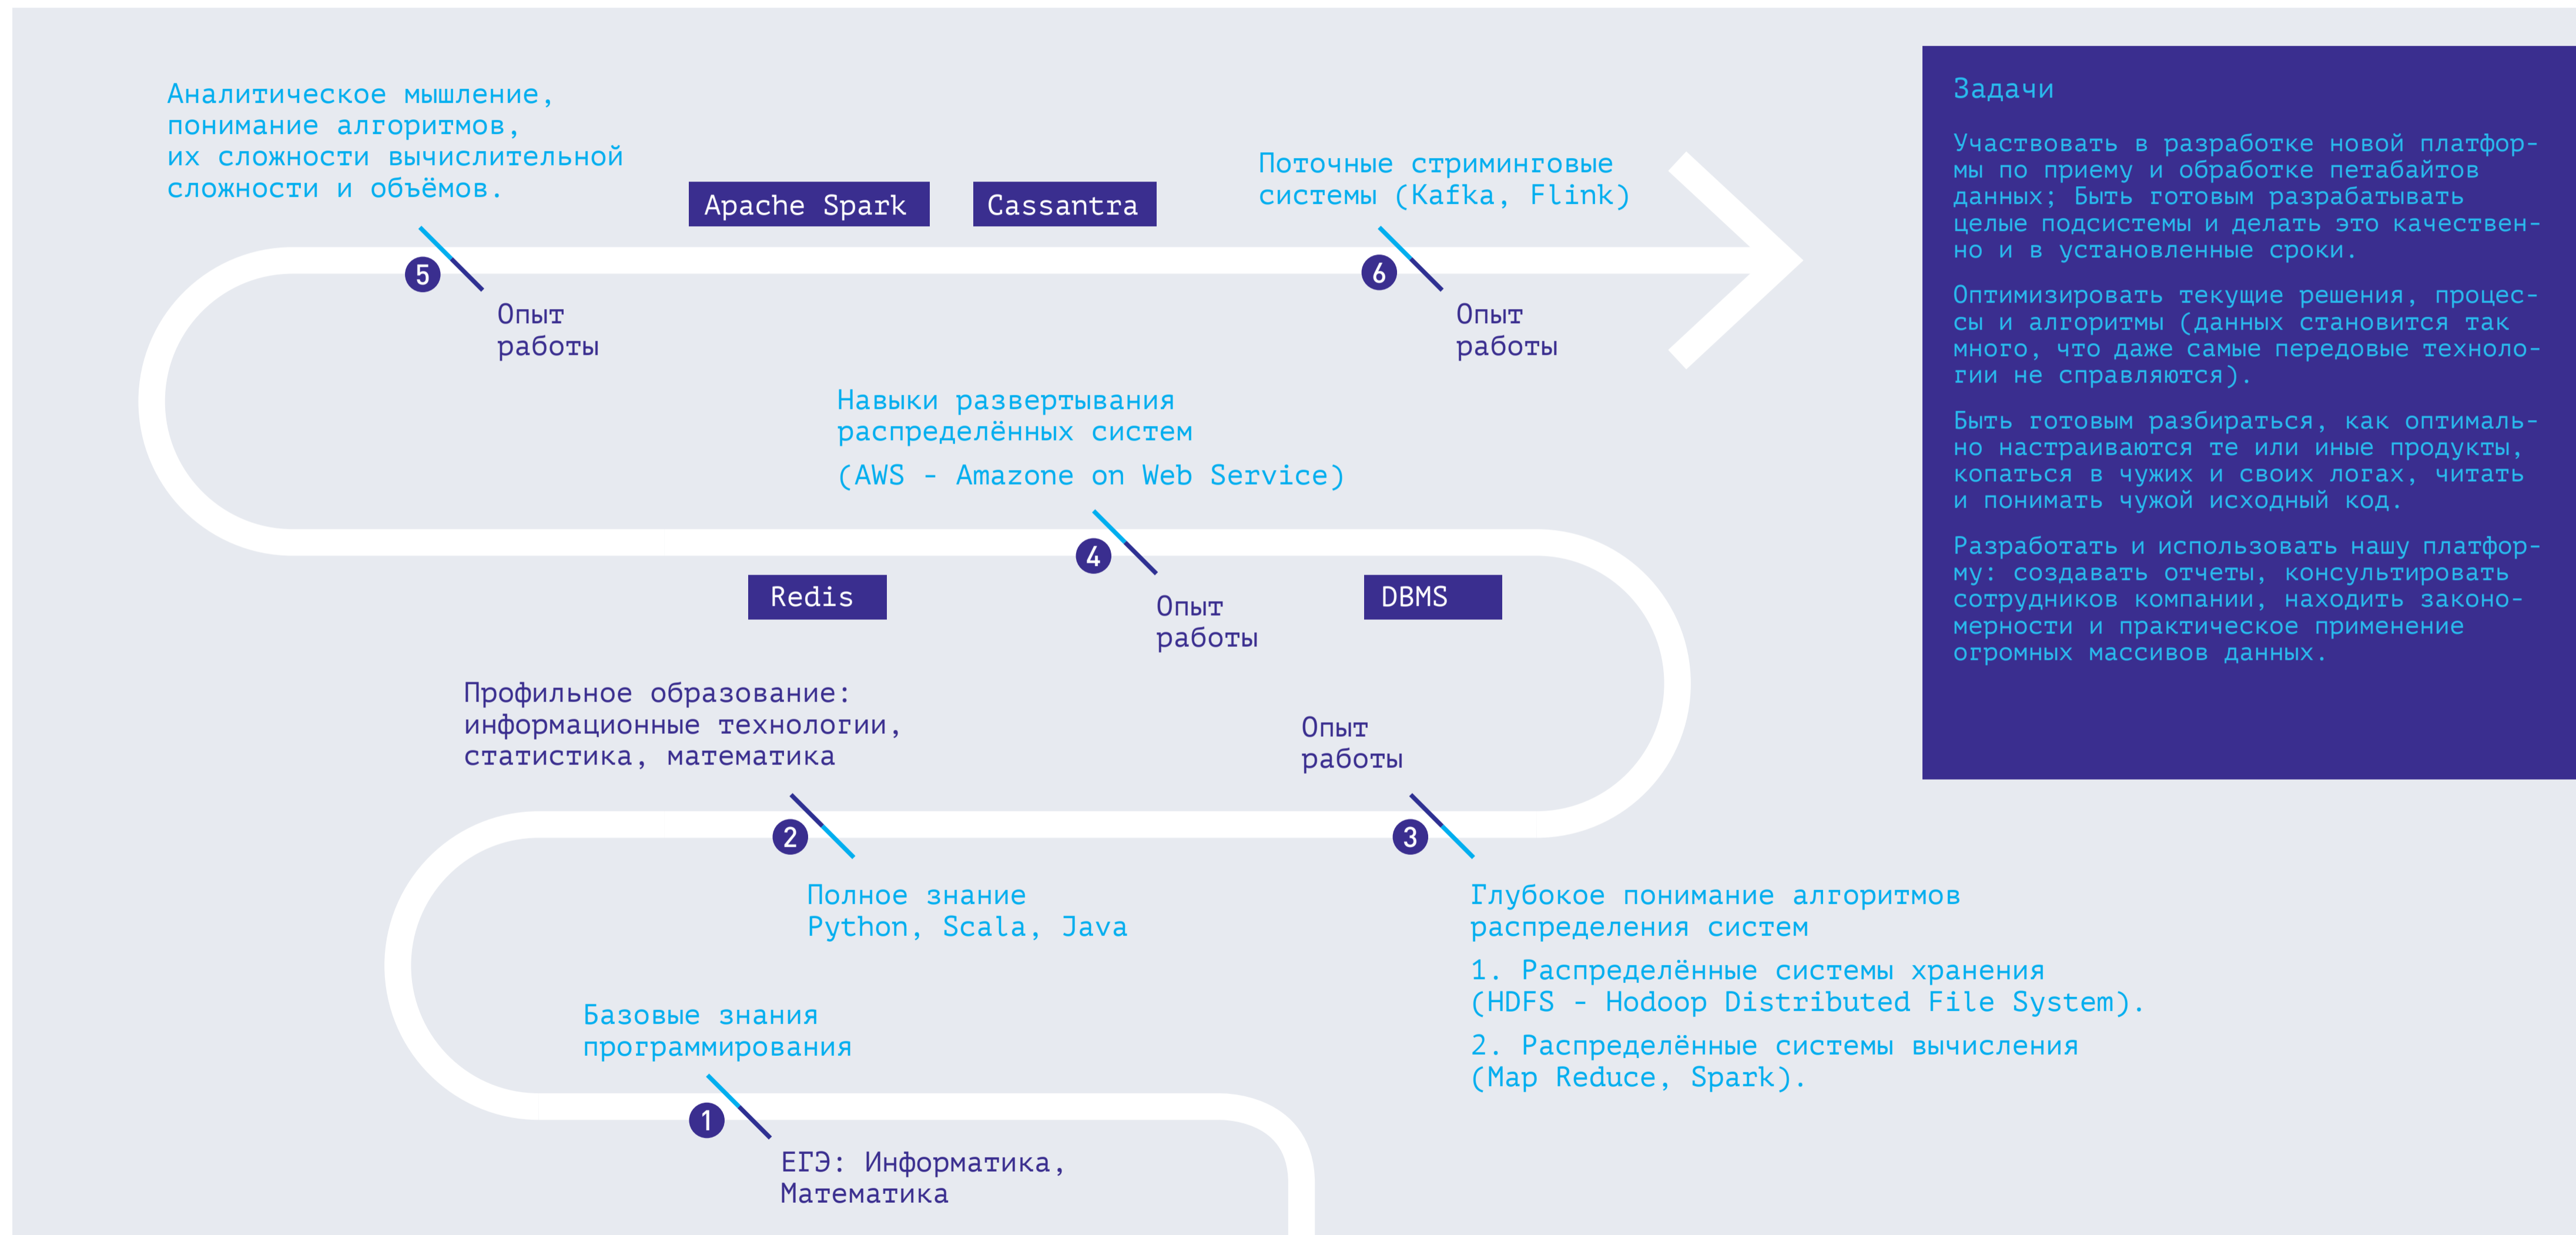 Аналитическое мышление,
понимание алгоритмов,
их сложности вычислительной
сложности и объёмов.
Apache Spark
Cassantra
Поточные стриминговые
системы (Kafka, Flink)
5
Опыт
работы
6
Опыт
работы
Навыки развертывания
распределённых систем
(AWS - Amazone on Web Service)
4
Опыт
работы
Redis
DBMS
Профильное образование:
информационные технологии,
статистика, математика
Опыт
работы
2
3
Полное знание
Python, Scala, Java
Глубокое понимание алгоритмов
распределения систем
1. Распределённые системы хранения
(HDFS - Hodoop Distributed File System).
2. Распределённые системы вычисления
(Map Reduce, Spark).
Базовые знания
программирования
1
ЕГЭ: Информатика,
Математика
Задачи
Участвовать в разработке новой платфор-
мы по приему и обработке петабайтов
данных; Быть готовым разрабатывать
целые подсистемы и делать это качествен-
но и в установленные сроки.
Оптимизировать текущие решения, процес-
сы и алгоритмы (данных становится так
много, что даже самые передовые техноло-
гии не справляются).
Быть готовым разбираться, как оптималь-
но настраиваются те или иные продукты,
копаться в чужих и своих логах, читать
и понимать чужой исходный код.
Разработать и использовать нашу платфор-
му: создавать отчеты, консультировать
сотрудников компании, находить законо-
мерности и практическое применение
огромных массивов данных.